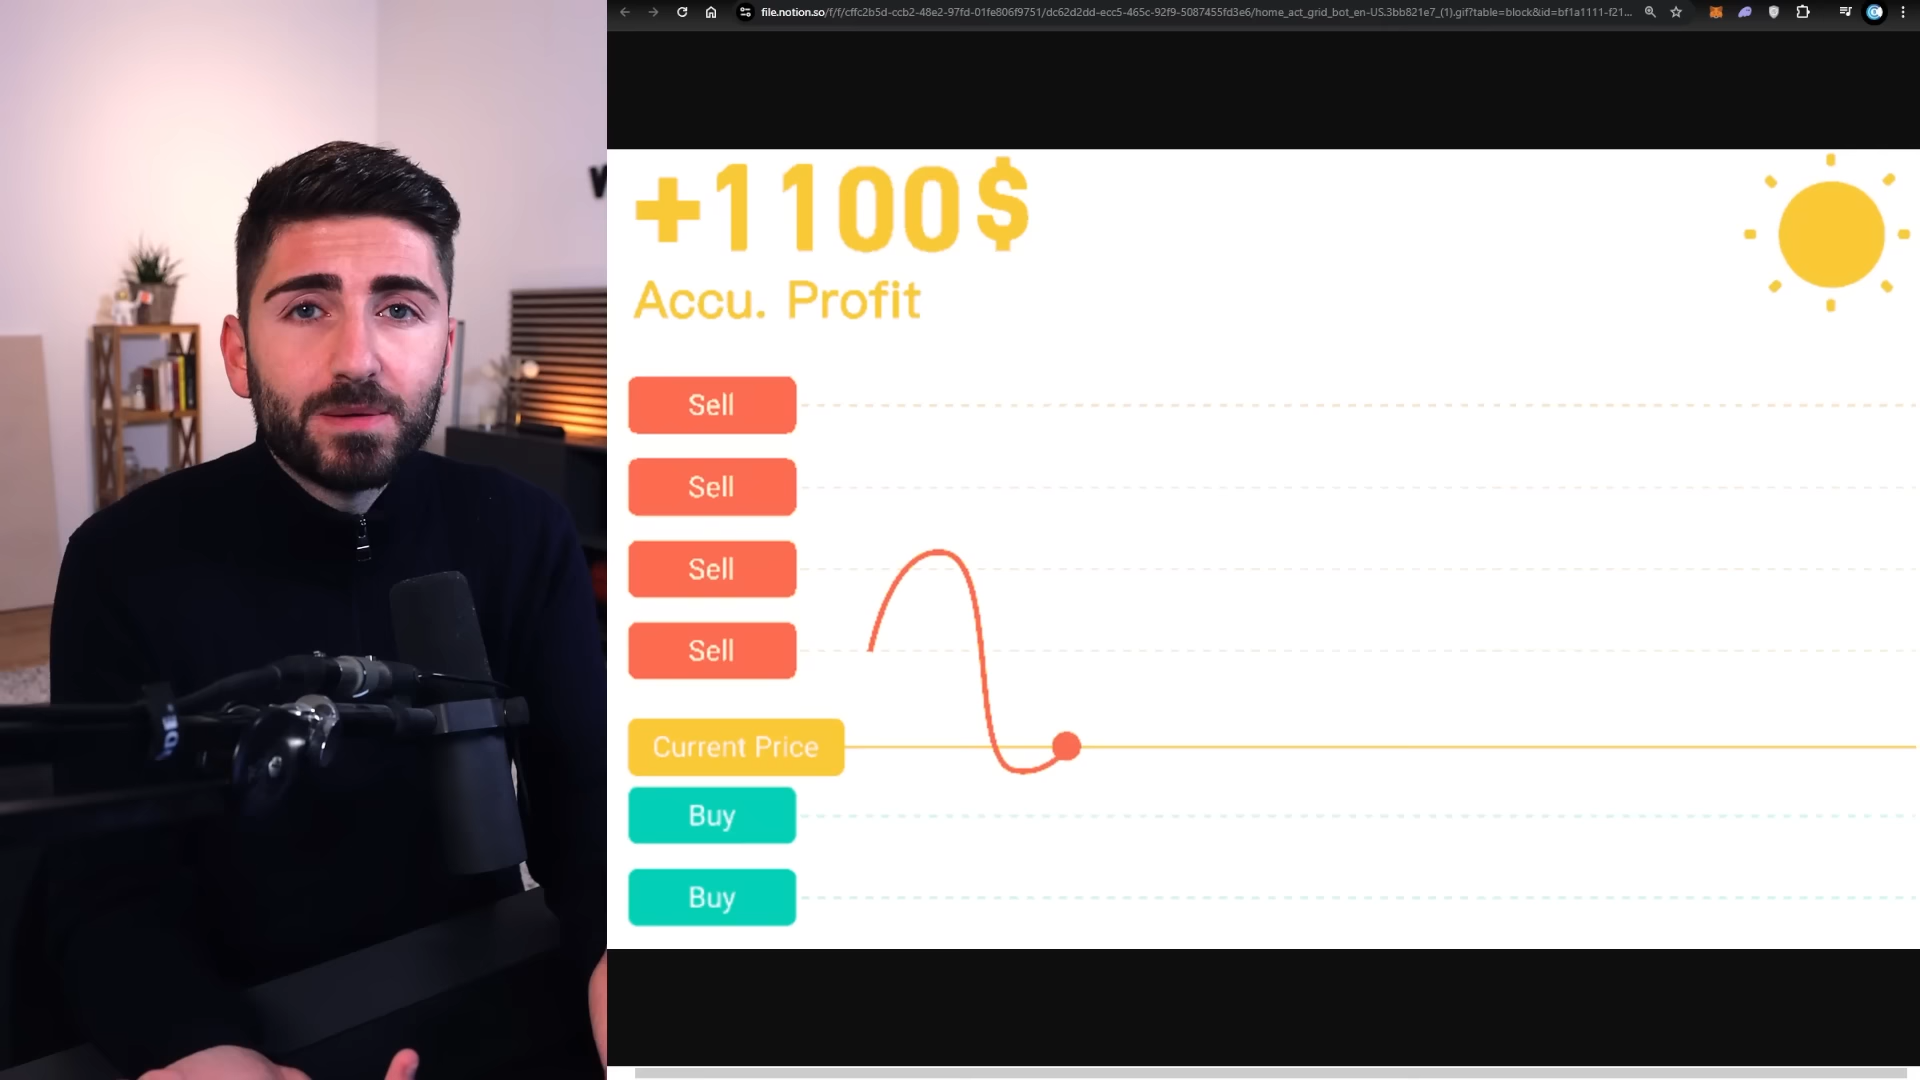 file.notion.so/f/f/cffc2b5d-ccb2-48e2-97fd-01fe806f9751/dc62d2dd-ecc5-465c-92f9-5087455fd3e6/home_act_grid_bot_en-US.3bb821e7_(1).gif?table=block&id=bf1a1111-f21...
+1100$
Accu. Profit
Sell
Sell
Sell
Sell
Current Price
Buy
Buy